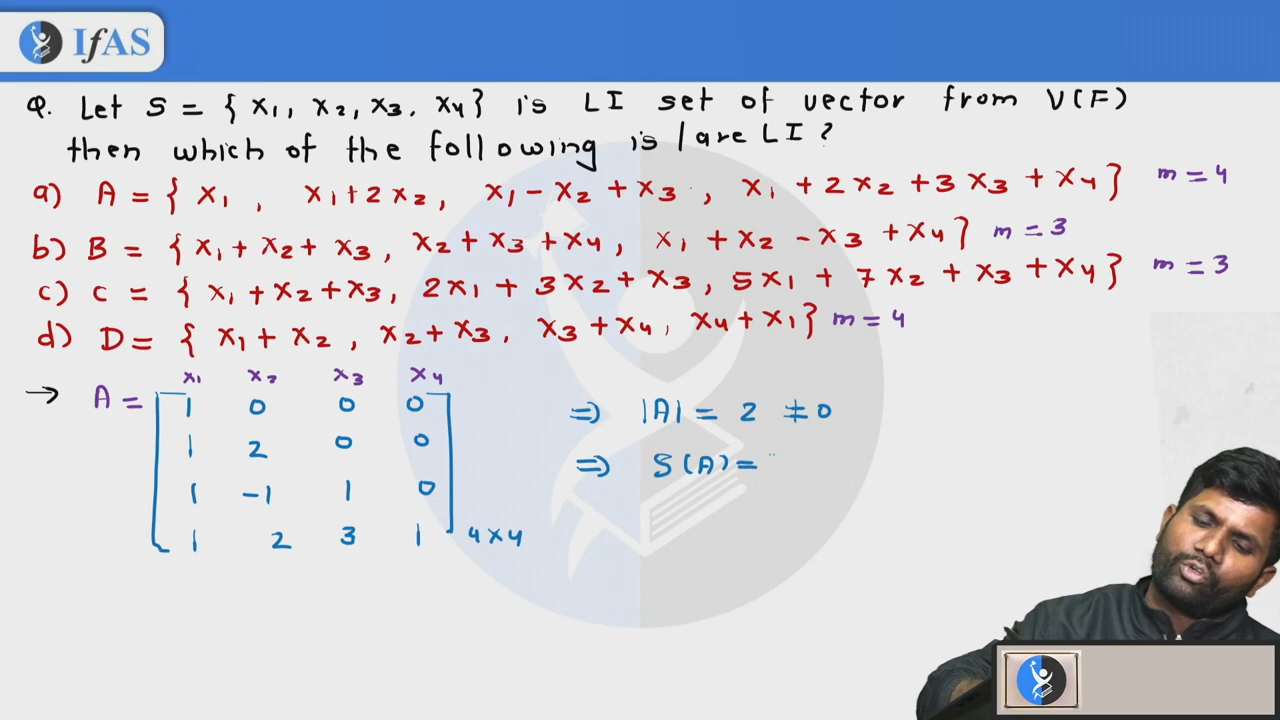 IfAS
Q. Let S = { x₁, x₂, x₃, x₄ } is LI set of vector from V(F)
then which of the following is / are LI ?
a) A = { x₁ , x₁ + 2x₂ , x₁ - x₂ + x₃ , x₁ + 2x₂ + 3x₃ + x₄ } m = 4
b) B = { x₁ + x₂ + x₃ , x₂ + x₃ + x₄ , x₁ + x₂ - x₃ + x₄ } m = 3
c) c = { x₁ + x₂ + x₃ , 2x₁ + 3x₂ + x₃ , 5x₁ + 7x₂ + x₃ + x₄ } m = 3
d) D = { x₁ + x₂ , x₂ + x₃ , x₃ + x₄ , x₄ + x₁ } m = 4
x₁ x₂ x₃ x₄
→ A = [ 1 0 0 0 ⇒ |A| = 2 ≠ 0
1 2 0 0 ⇒ S(A) =
1 -1 1 0
1 2 3 1 ] 4×4